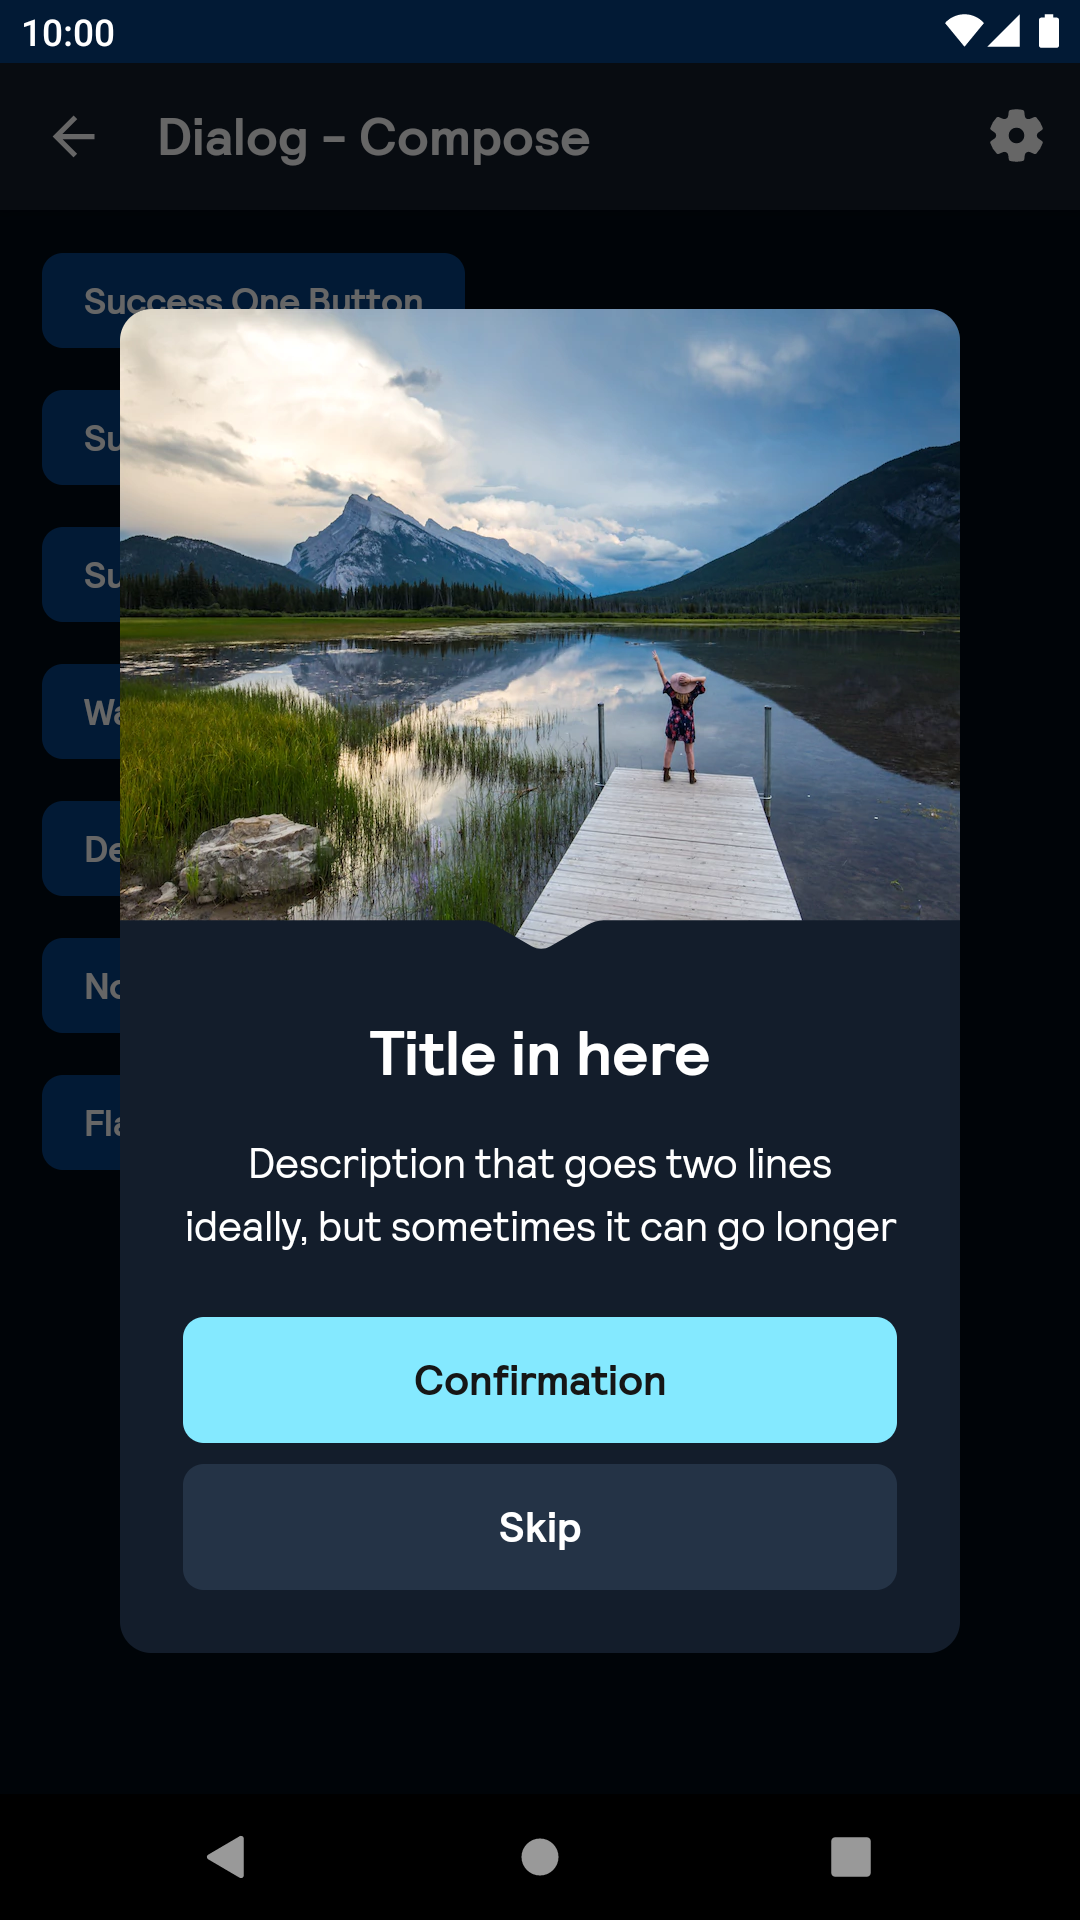 10:00
Dialog - Compose
Success One Button
Su
Su
Wa
De
No
Fla
Title in here
Description that goes two lines
ideally, but sometimes it can go longer
Confirmation
Skip